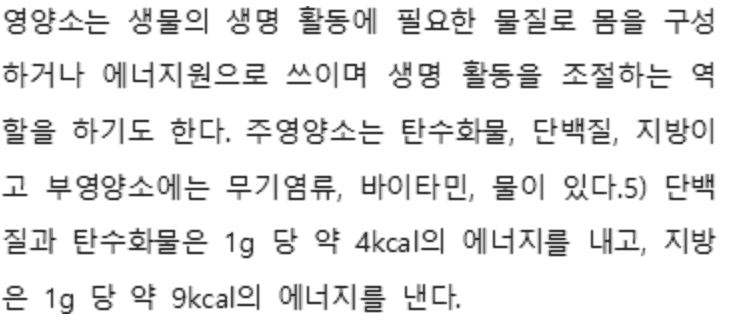 영양소는 생물의 생명 활동에 필요한 물질로 몸을 구성
하거나 에너지원으로 쓰이며 생명 활동을 조절하는 역
할을 하기도 한다. 주영양소는 탄수화물, 단백질, 지방이
고 부영양소에는 무기염류, 바이타민, 물이 있다.5) 단백
질과 탄수화물은 1g 당 약 4kcal의 에너지를 내고, 지방
은 1g 당 약 9kcal의 에너지를 낸다.